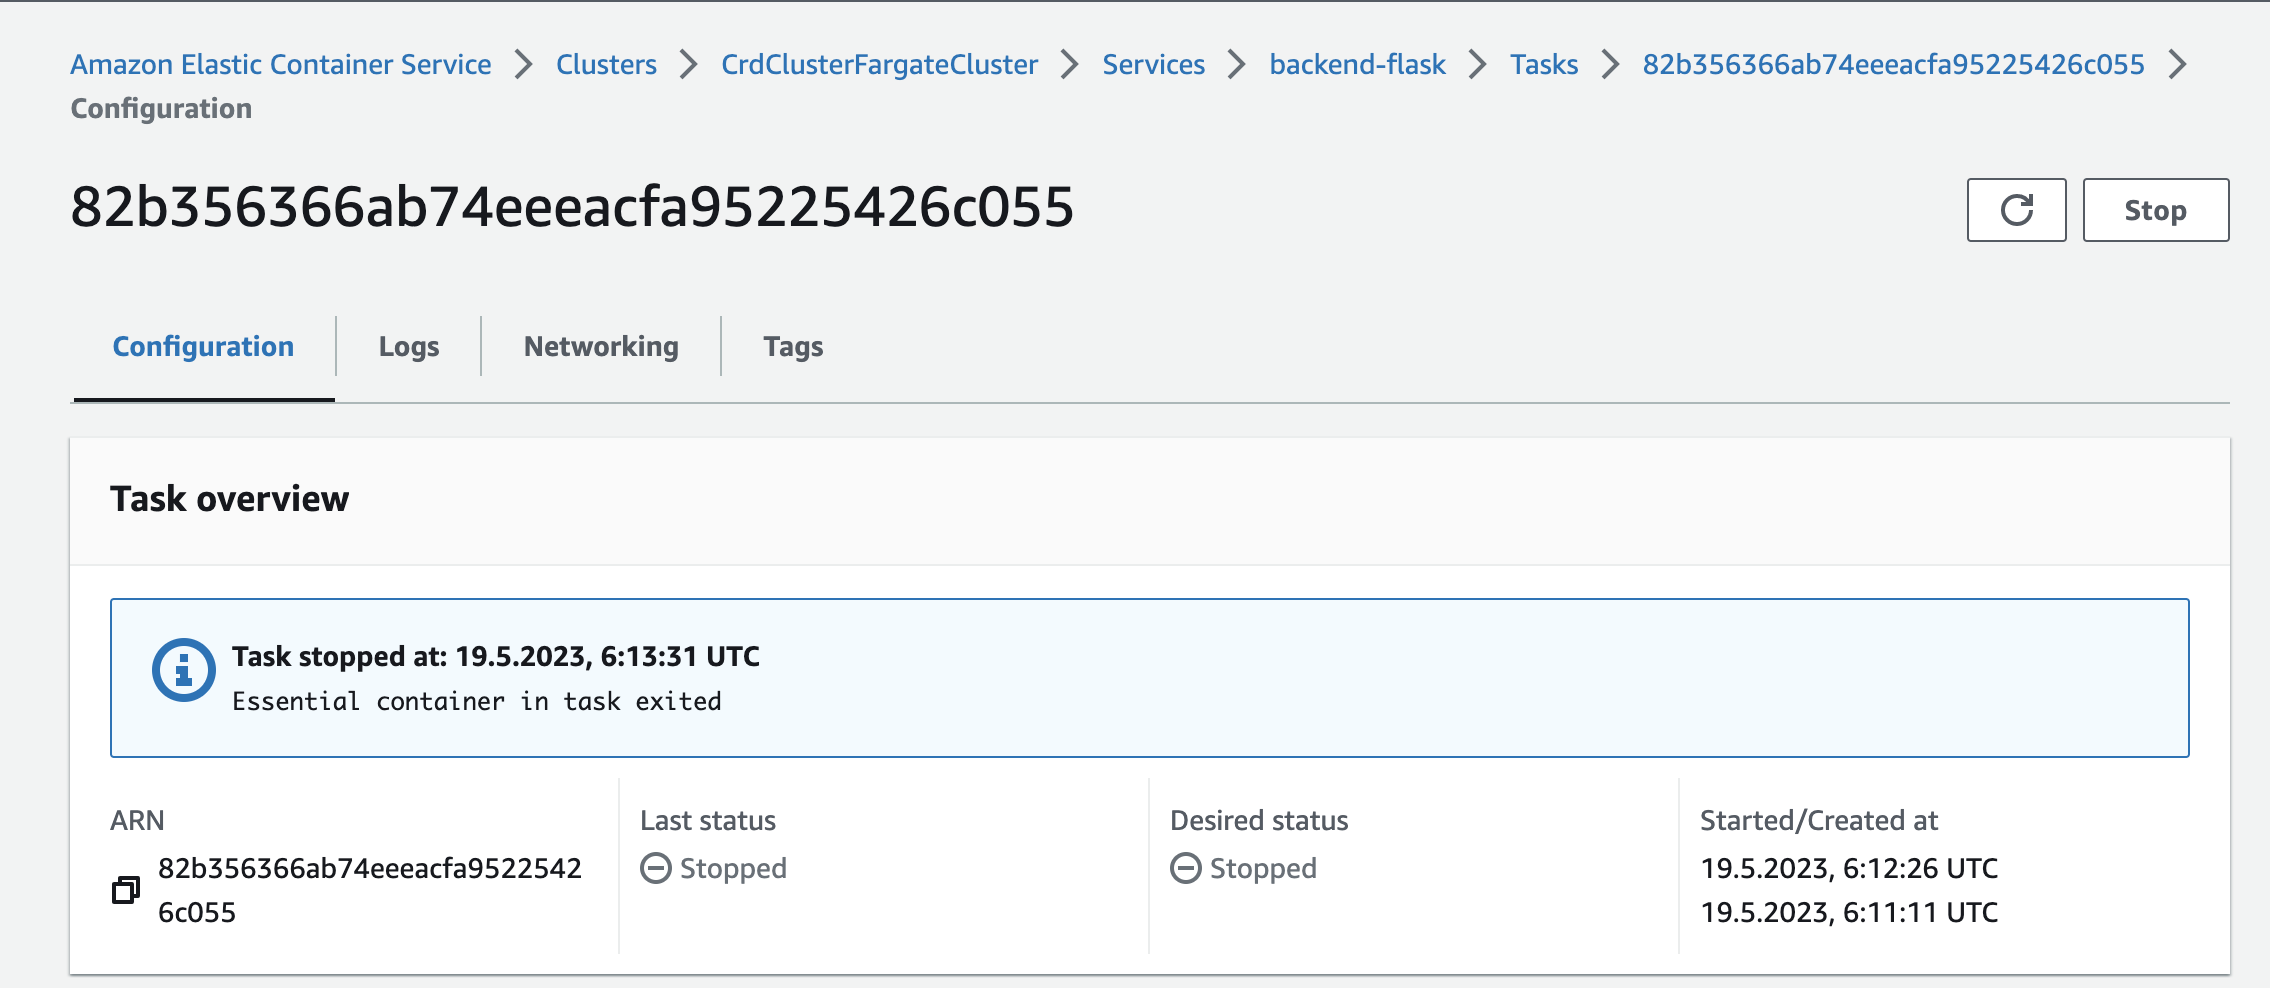 Amazon Elastic Container Service > Clusters > CrdClusterFargateCluster > Services > backend-flask > Tasks > 82b356366ab74eeeacfa95225426c055 >
Configuration
82b356366ab74eeeacfa95225426c055
Stop
Configuration
Logs
Networking
Tags
Task overview
Task stopped at: 19.5.2023, 6:13:31 UTC
Essential container in task exited
ARN
82b356366ab74eeeacfa9522542
6c055
Last status
Stopped
Desired status
Stopped
Started/Created at
19.5.2023, 6:12:26 UTC
19.5.2023, 6:11:11 UTC